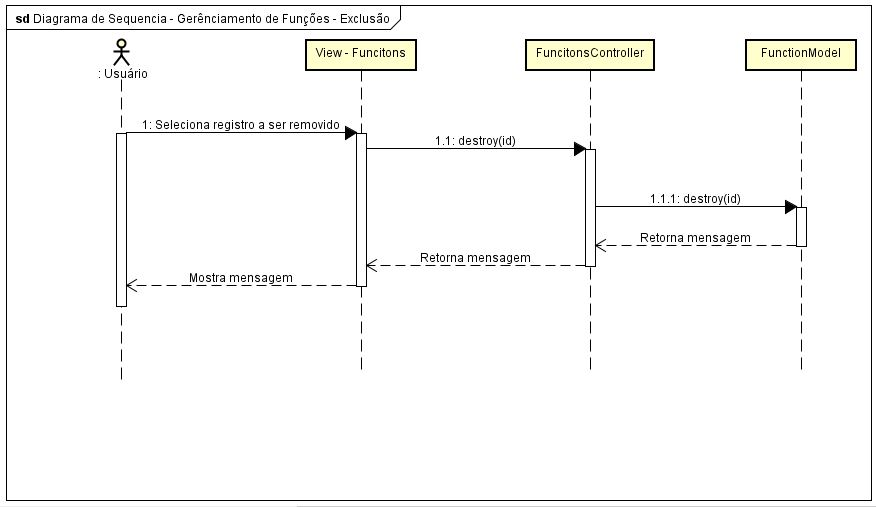 sd Diagrama de Sequencia - Gerênciamento de Funções - Exclusão
: Usuário
View - Funcitons
FuncitonsController
FunctionModel
1: Seleciona registro a ser removido
1.1: destroy(id)
1.1.1: destroy(id)
Retorna mensagem
Retorna mensagem
Mostra mensagem